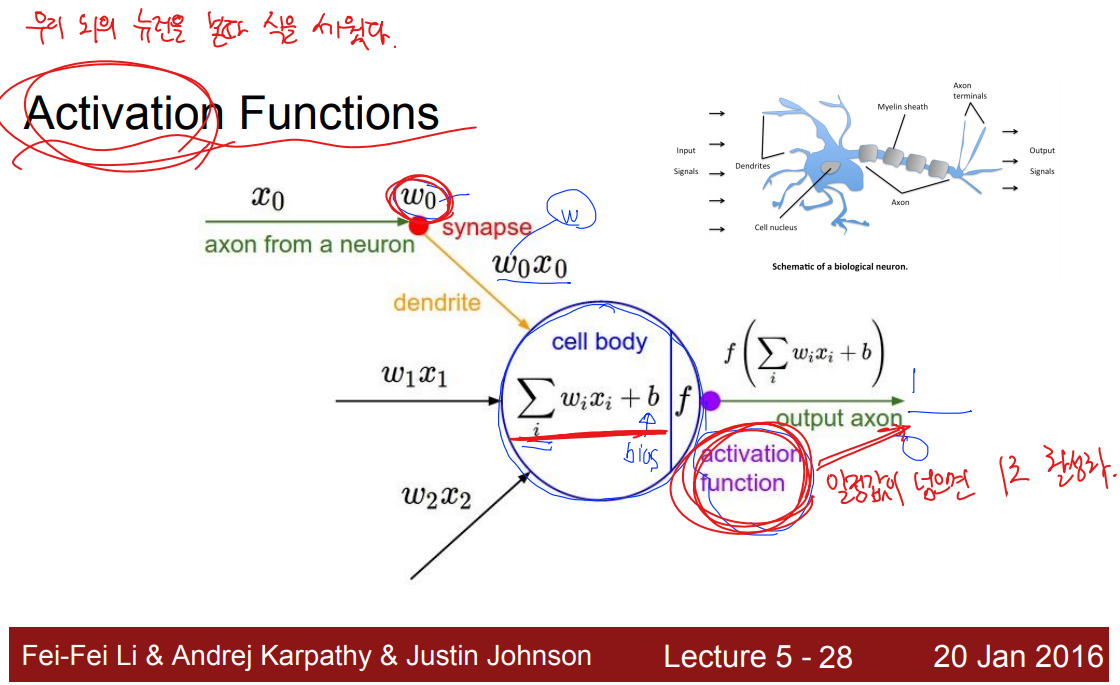 우리 뇌의 뉴런을 본따 식을 세웠다.
Activation Functions
Axon
terminals
Myelin sheath
Input
Signals
Dendrites
Output
Signals
Axon
Cell nucleus
Schematic of a biological neuron.
x₀
w₀
synapse
axon from a neuron
w
w₀x₀
dendrite
cell body
f(∑ᵢ wᵢxᵢ + b)
w₁x₁
∑ᵢ wᵢxᵢ + b
f
1
output axon
0
bias
activation
function
일정값이 넘으면 1로 활성화.
w₂x₂
Fei-Fei Li & Andrej Karpathy & Justin Johnson
Lecture 5 - 28
20 Jan 2016